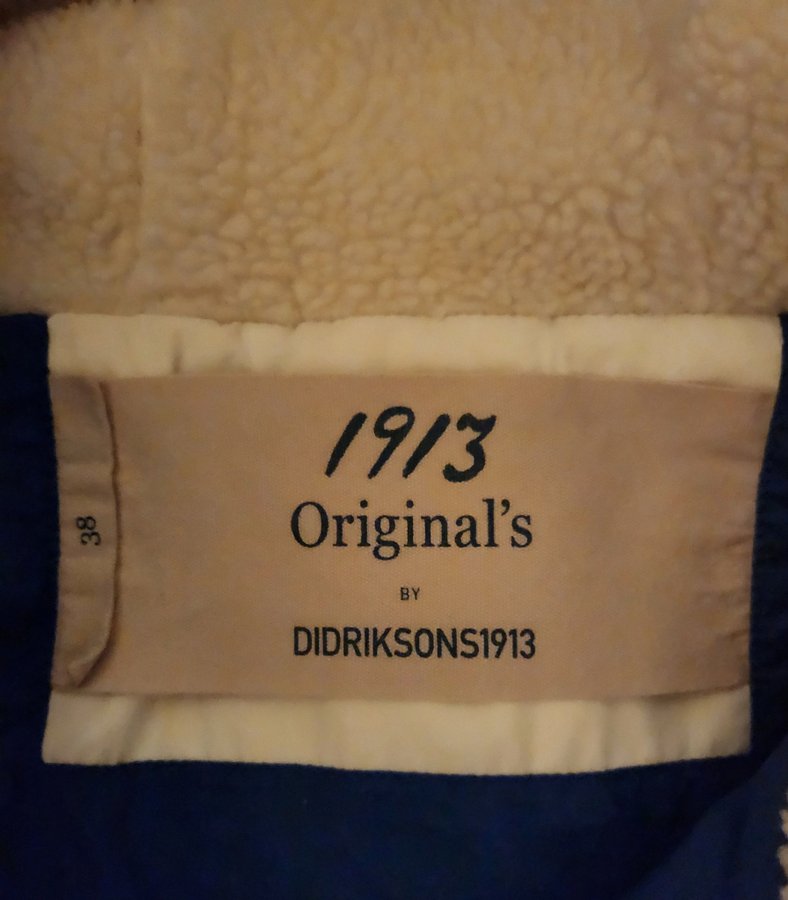 1913
Original's
BY
DIDRIKSONS1913
38